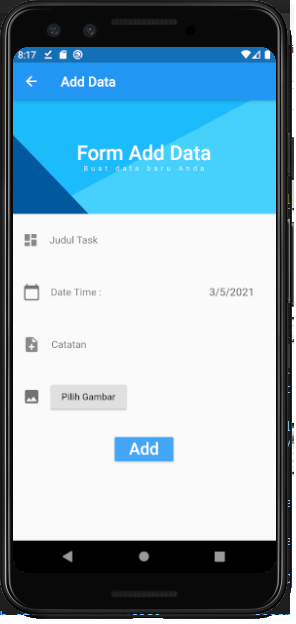 8:17
Add Data
Form Add Data
Buat data baru Anda
Judul Task
Date Time : 3/5/2021
Catatan
Pilih Gambar
Add